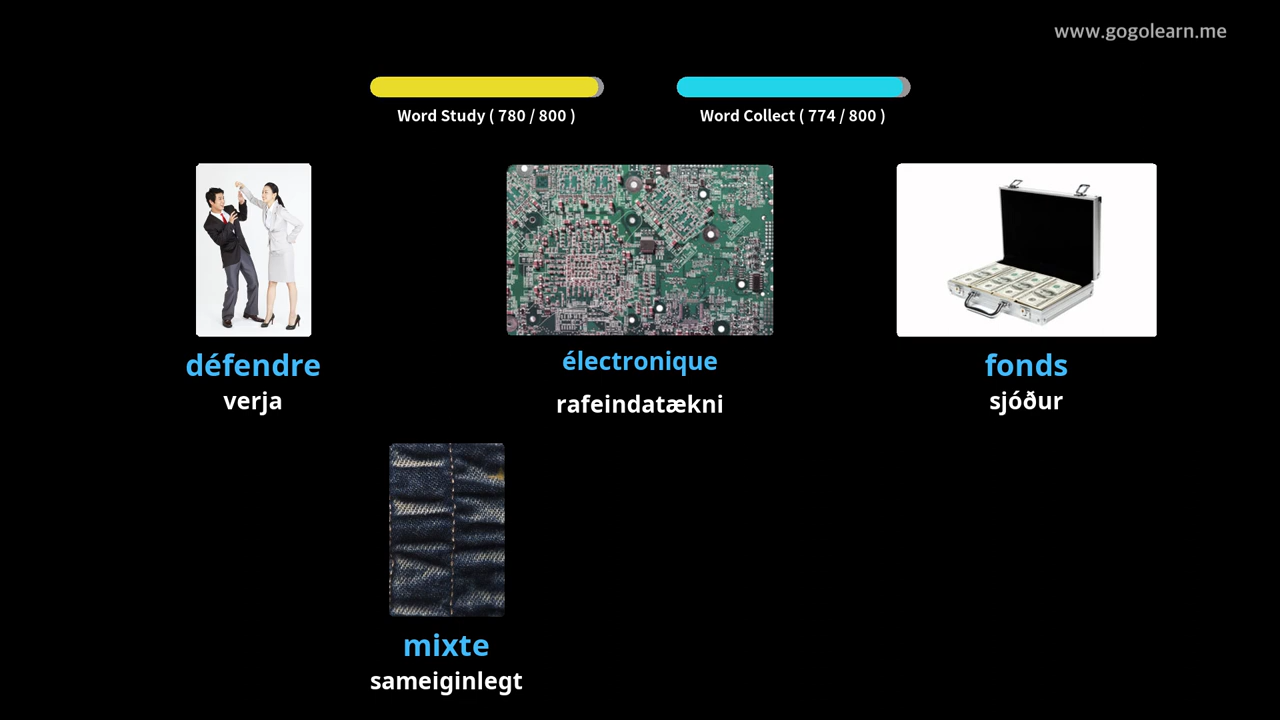 www.gogolearn.me
Word Study ( 780 / 800 )
Word Collect ( 774 / 800 )
défendre
verja
électronique
rafeindatækni
fonds
sjóður
mixte
sameiginlegt